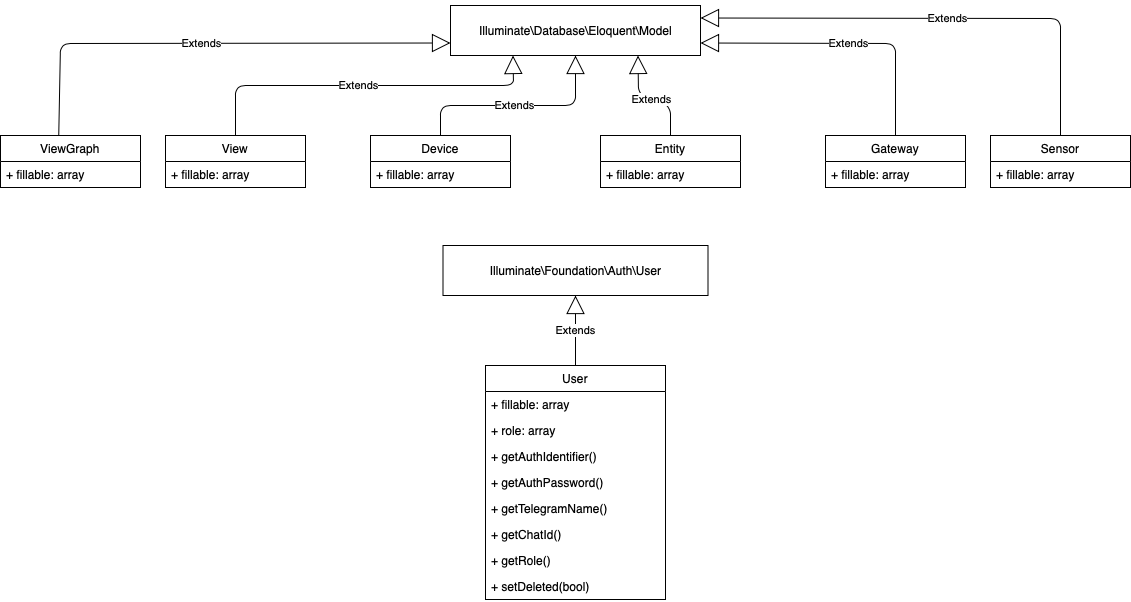 Illuminate\Database\Eloquent\Model
Extends
Extends
Extends
Extends
Extends
Extends
ViewGraph
+ fillable: array
View
+ fillable: array
Device
+ fillable: array
Entity
+ fillable: array
Gateway
+ fillable: array
Sensor
+ fillable: array
Illuminate\Foundation\Auth\User
Extends
User
+ fillable: array
+ role: array
+ getAuthIdentifier()
+ getAuthPassword()
+ getTelegramName()
+ getChatId()
+ getRole()
+ setDeleted(bool)